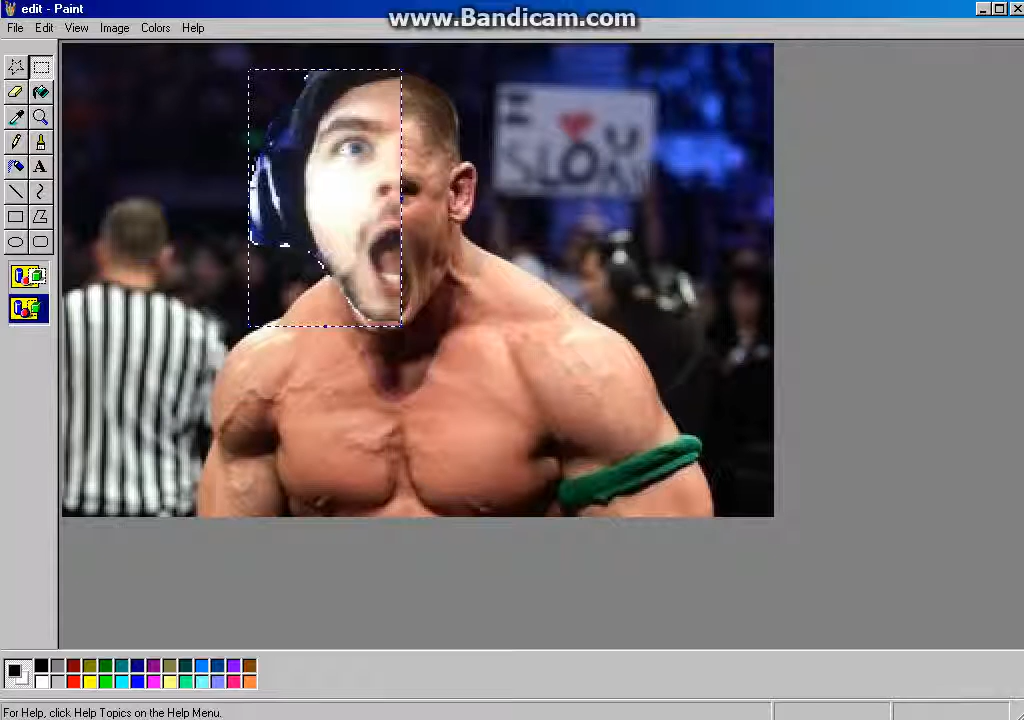 edit - Paint
www.Bandicam.com
File Edit View Image Colors Help
A
I ♥ U
For Help, click Help Topics on the Help Menu.